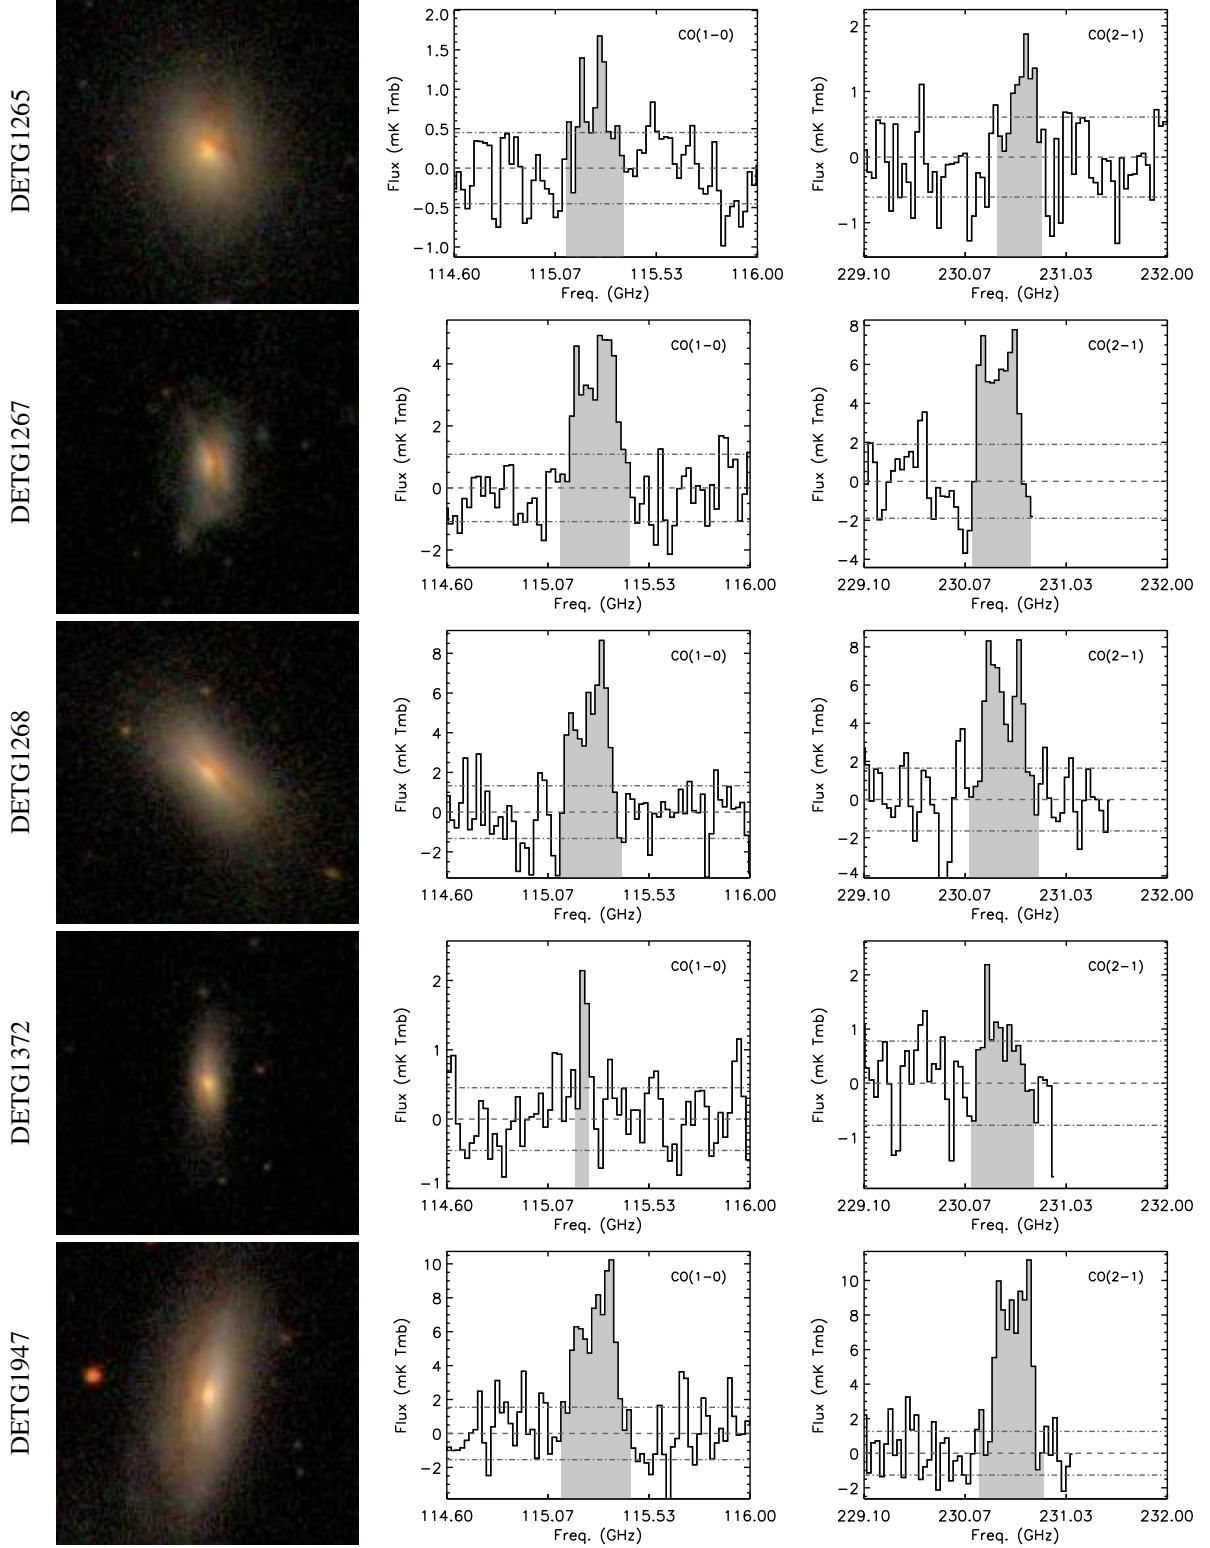 DETG1265
CO(1-0)
Flux (mK Tmb)
2.0
1.5
1.0
0.5
0.0
-0.5
-1.0
114.60 115.07 115.53 116.00
Freq. (GHz)
CO(2-1)
Flux (mK Tmb)
2
1
0
-1
229.10 230.07 231.03 232.00
Freq. (GHz)
DETG1267
CO(1-0)
Flux (mK Tmb)
4
2
0
-2
114.60 115.07 115.53 116.00
Freq. (GHz)
CO(2-1)
Flux (mK Tmb)
8
6
4
2
0
-2
-4
229.10 230.07 231.03 232.00
Freq. (GHz)
DETG1268
CO(1-0)
Flux (mK Tmb)
8
6
4
2
0
-2
114.60 115.07 115.53 116.00
Freq. (GHz)
CO(2-1)
Flux (mK Tmb)
8
6
4
2
0
-2
-4
229.10 230.07 231.03 232.00
Freq. (GHz)
DETG1372
CO(1-0)
Flux (mK Tmb)
2
1
0
-1
114.60 115.07 115.53 116.00
Freq. (GHz)
CO(2-1)
Flux (mK Tmb)
2
1
0
-1
229.10 230.07 231.03 232.00
Freq. (GHz)
DETG1947
CO(1-0)
Flux (mK Tmb)
10
8
6
4
2
0
-2
114.60 115.07 115.53 116.00
Freq. (GHz)
CO(2-1)
Flux (mK Tmb)
10
8
6
4
2
0
-2
229.10 230.07 231.03 232.00
Freq. (GHz)